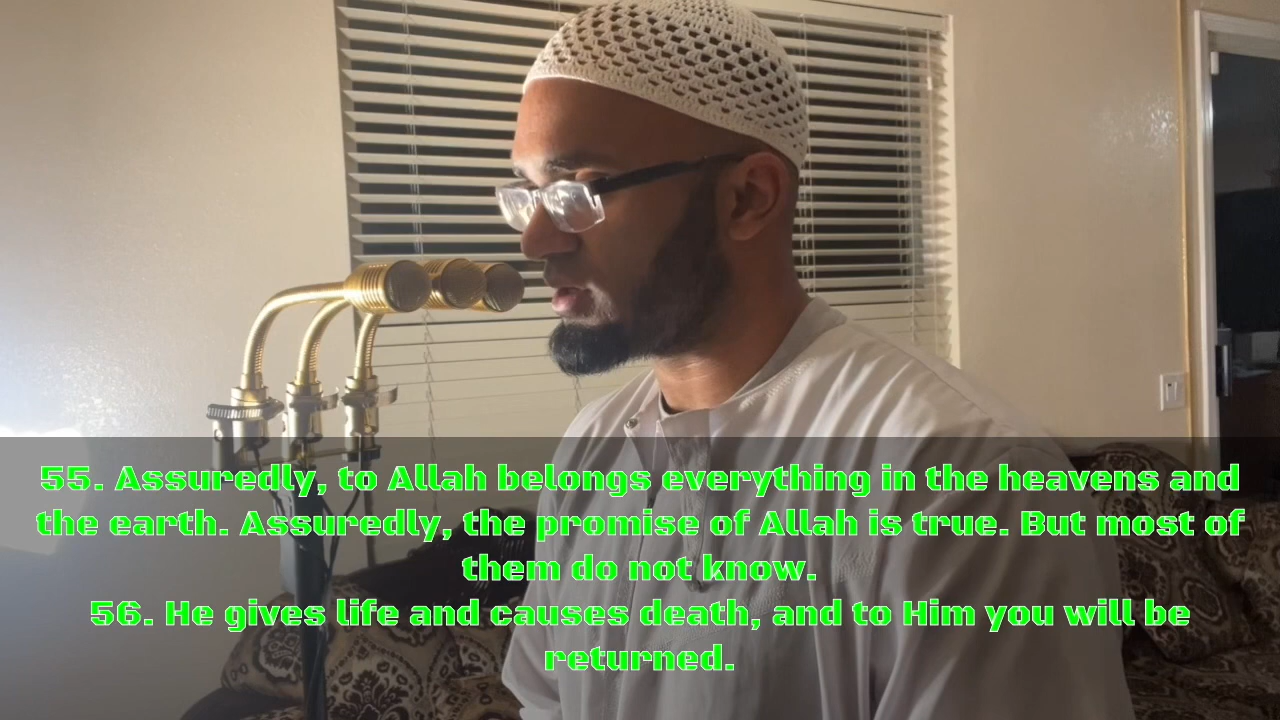 55. Assuredly, to Allah belongs everything in the heavens and
the earth. Assuredly, the promise of Allah is true. But most of
them do not know.
56. He gives life and causes death, and to Him you will be
returned.